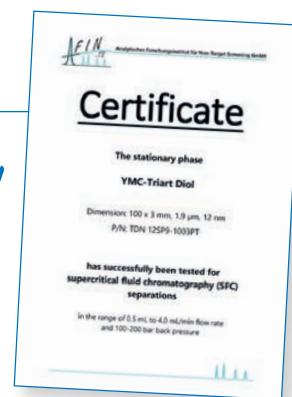 AFIN
TS
Analytisches Forschungsinstitut für Non-Target Screening GmbH
Certificate
The stationary phase
YMC-Triart Diol
Dimension: 100 x 3 mm, 1.9 µm, 12 nm
P/N: TDN 12SP9-1003PT
has successfully been tested for
supercritical fluid chromatography (SFC)
separations
in the range of 0.5 mL to 4.0 mL/min flow rate
and 100-200 bar back pressure